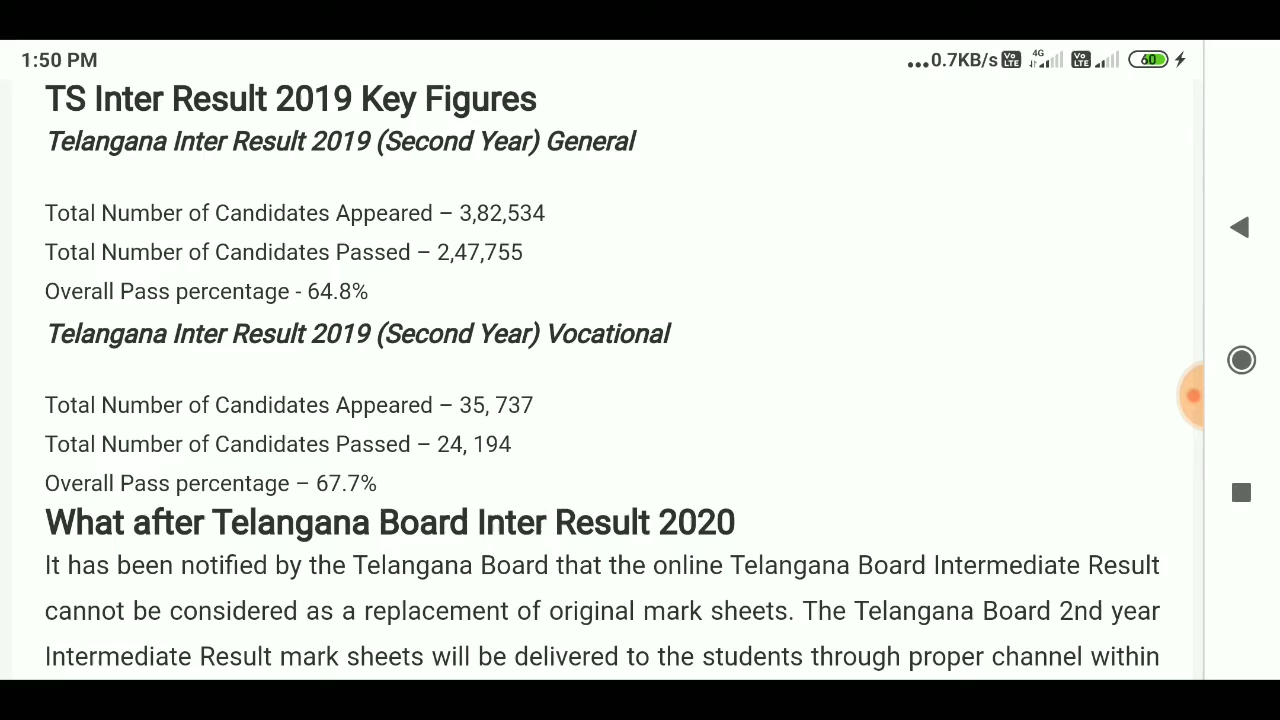 1:50 PM
...0.7KB/s Vo LTE 4G Vo LTE 60
TS Inter Result 2019 Key Figures
Telangana Inter Result 2019 (Second Year) General
Total Number of Candidates Appeared – 3,82,534
Total Number of Candidates Passed – 2,47,755
Overall Pass percentage - 64.8%
Telangana Inter Result 2019 (Second Year) Vocational
Total Number of Candidates Appeared – 35, 737
Total Number of Candidates Passed – 24, 194
Overall Pass percentage – 67.7%
What after Telangana Board Inter Result 2020
It has been notified by the Telangana Board that the online Telangana Board Intermediate Result
cannot be considered as a replacement of original mark sheets. The Telangana Board 2nd year
Intermediate Result mark sheets will be delivered to the students through proper channel within